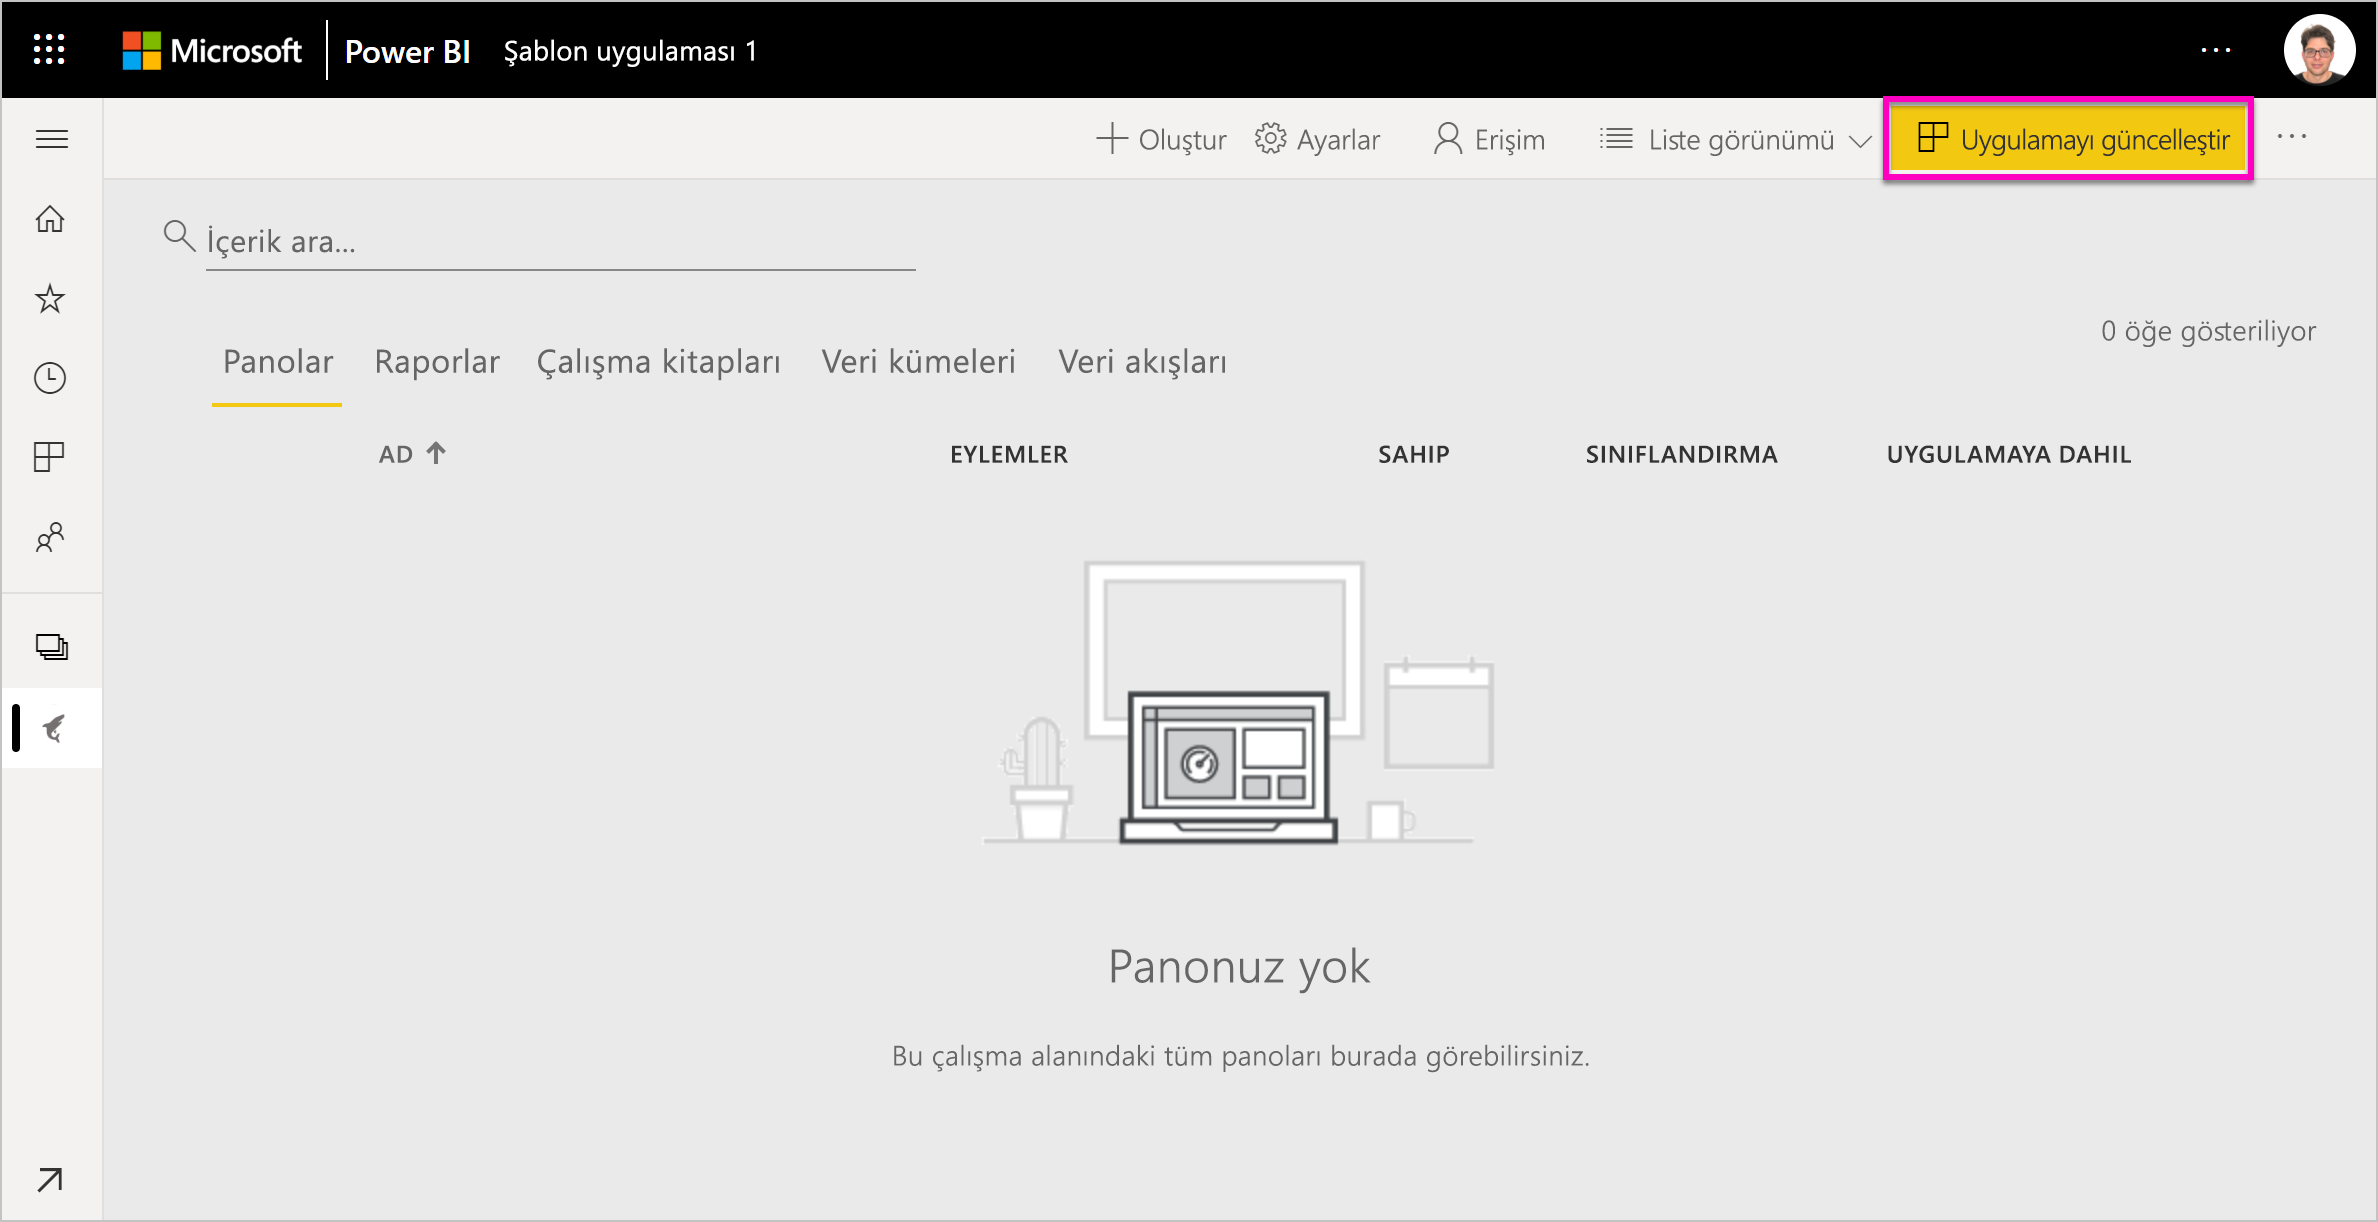 Microsoft Power BI Şablon uygulaması 1
Oluştur Ayarlar Erişim Liste görünümü Uygulamayı güncelleştir
İçerik ara...
0 öğe gösteriliyor
Panolar Raporlar Çalışma kitapları Veri kümeleri Veri akışları
AD EYLEMLER SAHIP SINIFLANDIRMA UYGULAMAYA DAHIL
Panonuz yok
Bu çalışma alanındaki tüm panoları burada görebilirsiniz.